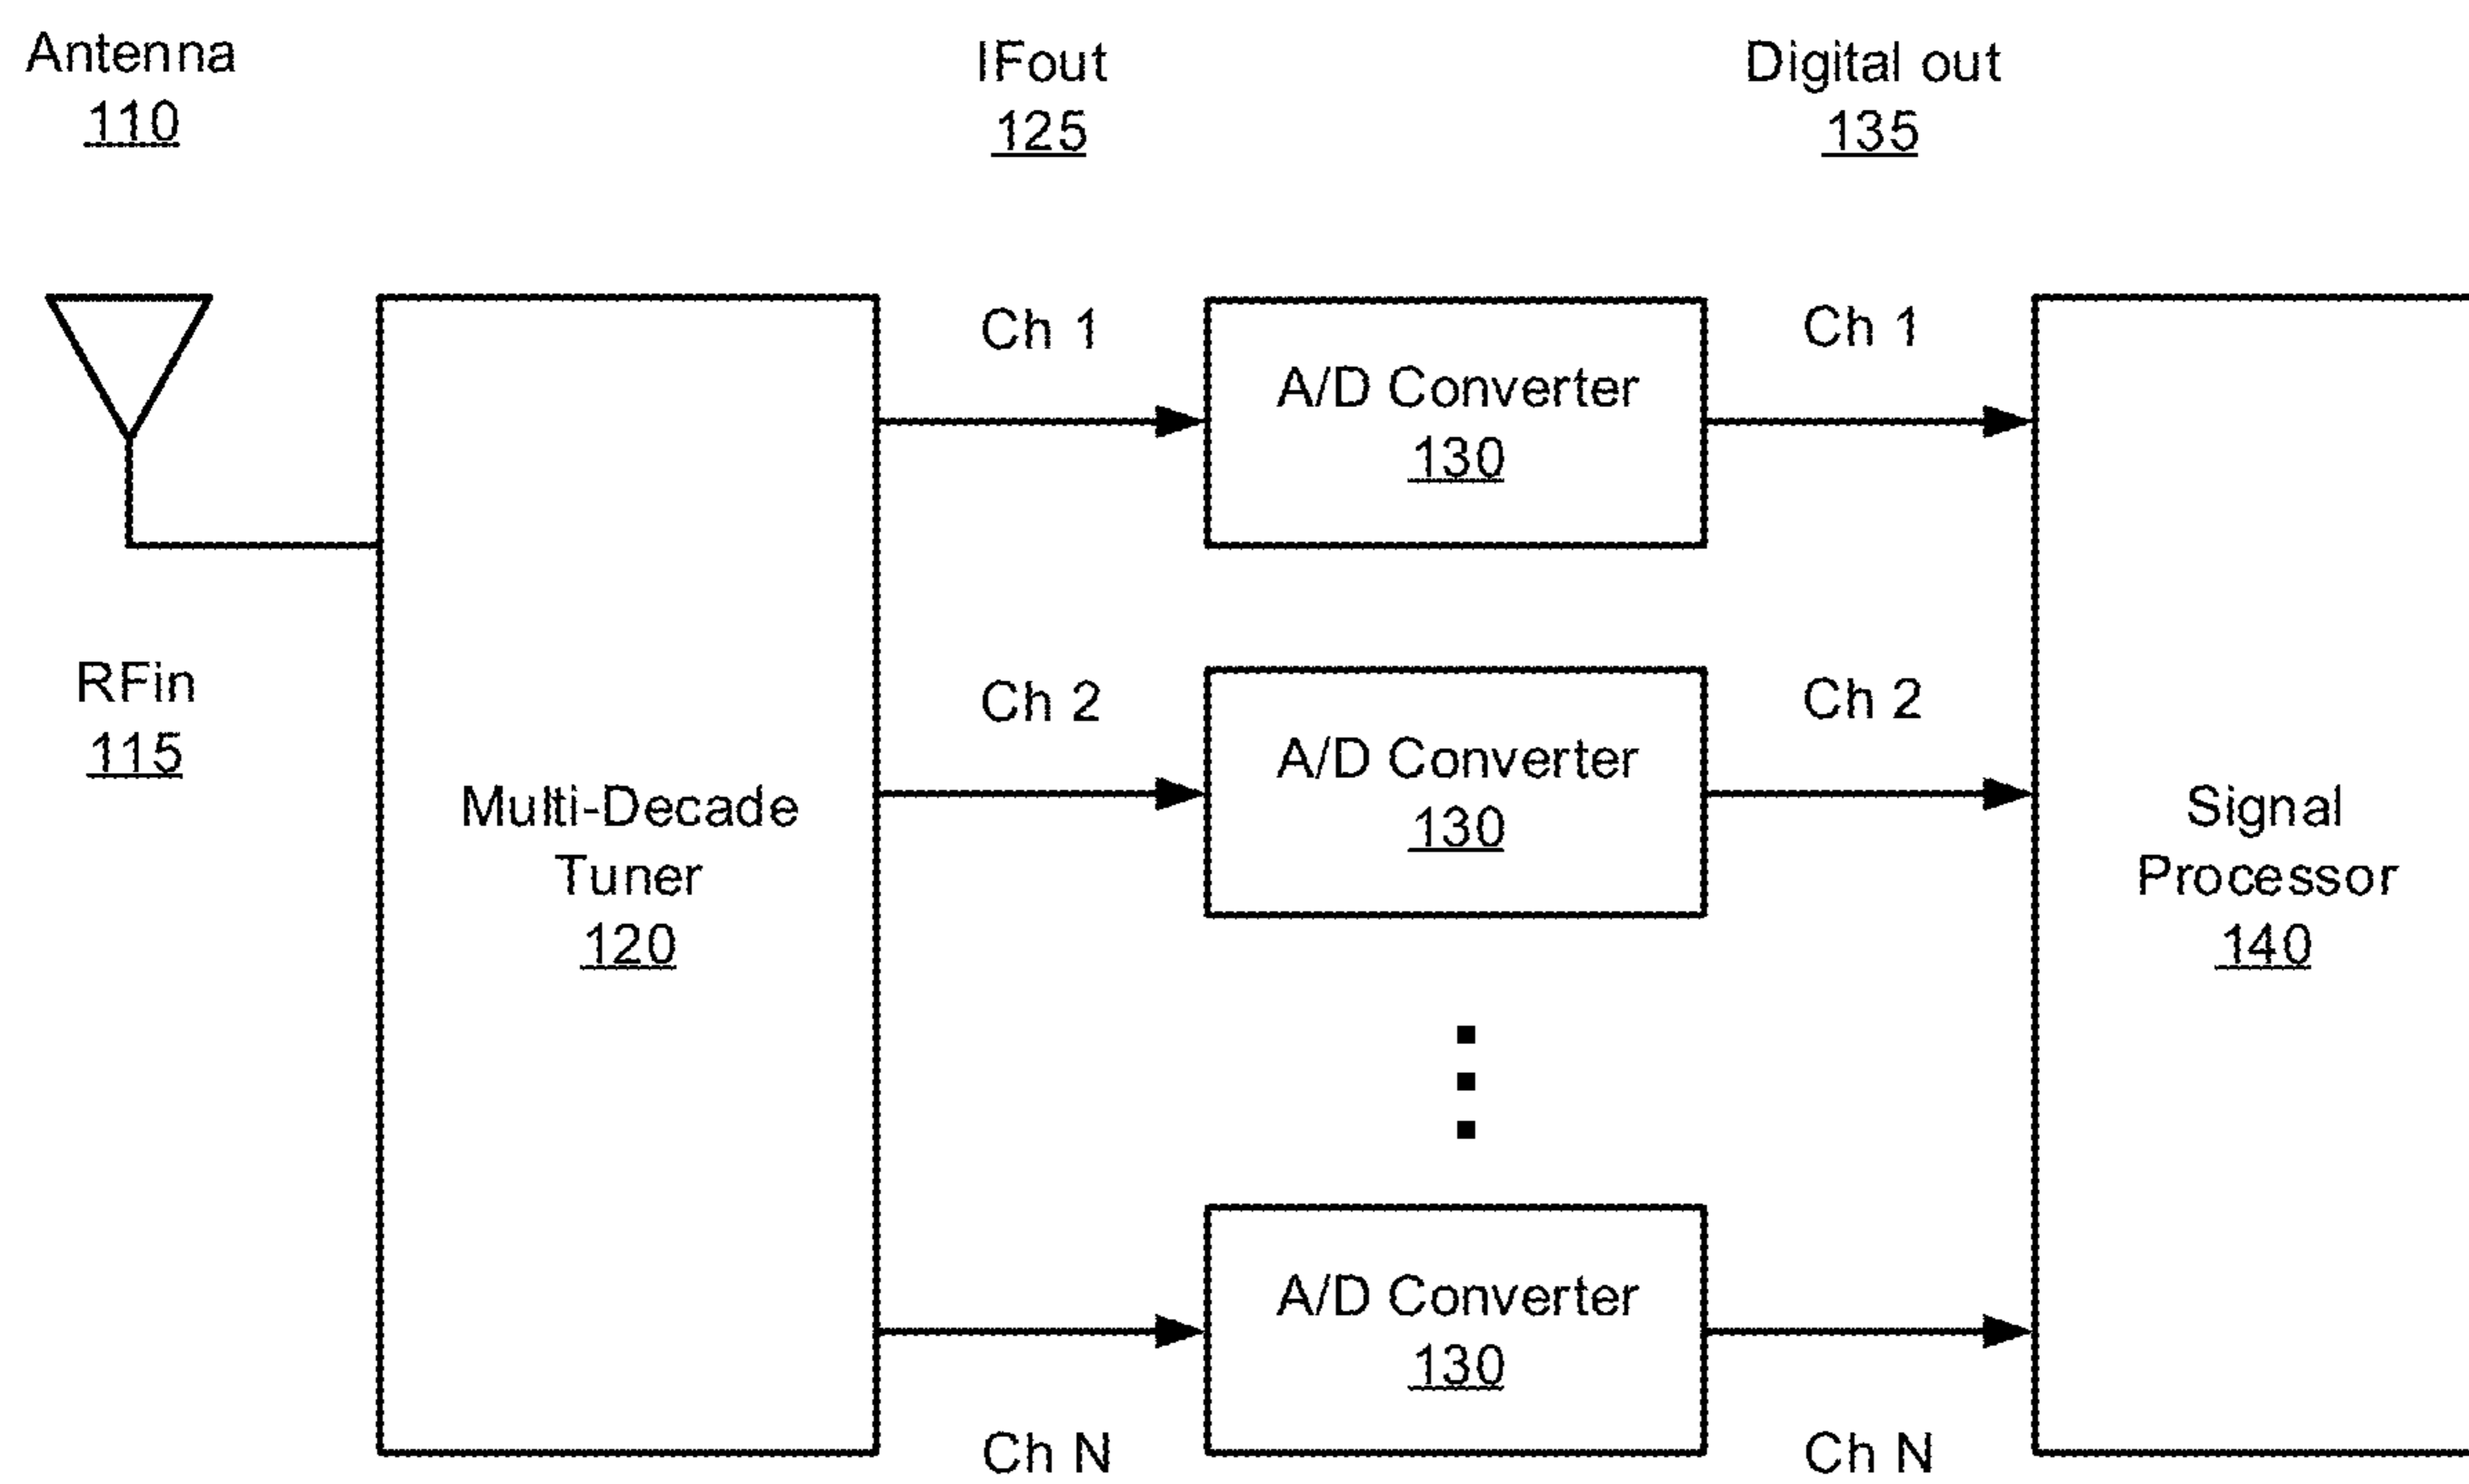 Antenna
110
IFout
125
Digital out
135
RFin
115
Multi-Decade
Tuner
120
Ch 1
A/D Converter
130
Ch 1
Ch 2
A/D Converter
130
Ch 2
Ch N
A/D Converter
130
Ch N
Signal
Processor
140